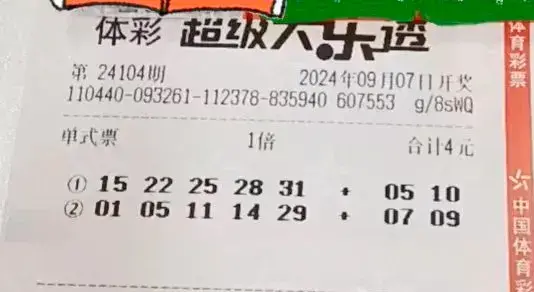 体彩 超级大乐透
第 24104期 2024年09月07日开奖
110440-093261-112378-835940 607553 g/8sWQ
单式票 1倍 合计4元
① 15 22 25 28 31 + 05 10
② 01 05 11 14 29 + 07 09
体育彩票
中国体育彩